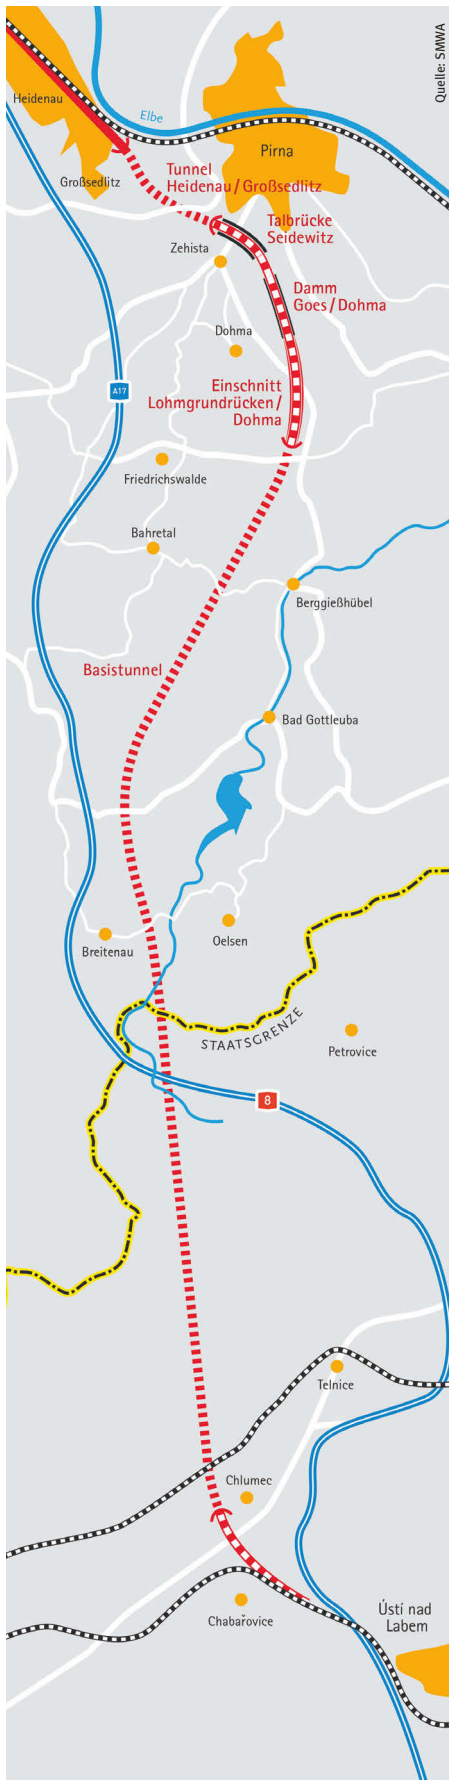 Quelle: SMWA
Heidenau
Elbe
Pirna
Großsedlitz
Tunnel
Heidenau / Großsedlitz
Talbrücke
Seidewitz
Zehista
Damm
Goes / Dohma
Dohma
Einschnitt
Lohmgrundrücken /
Dohma
A17
Friedrichswalde
Bahretal
Berggießhübel
Basistunnel
Bad Gottleuba
Oelsen
Breitenau
STAATSGRENZE
Petrovice
8
Telnice
Chlumec
Chabařovice
Ústí nad
Labem